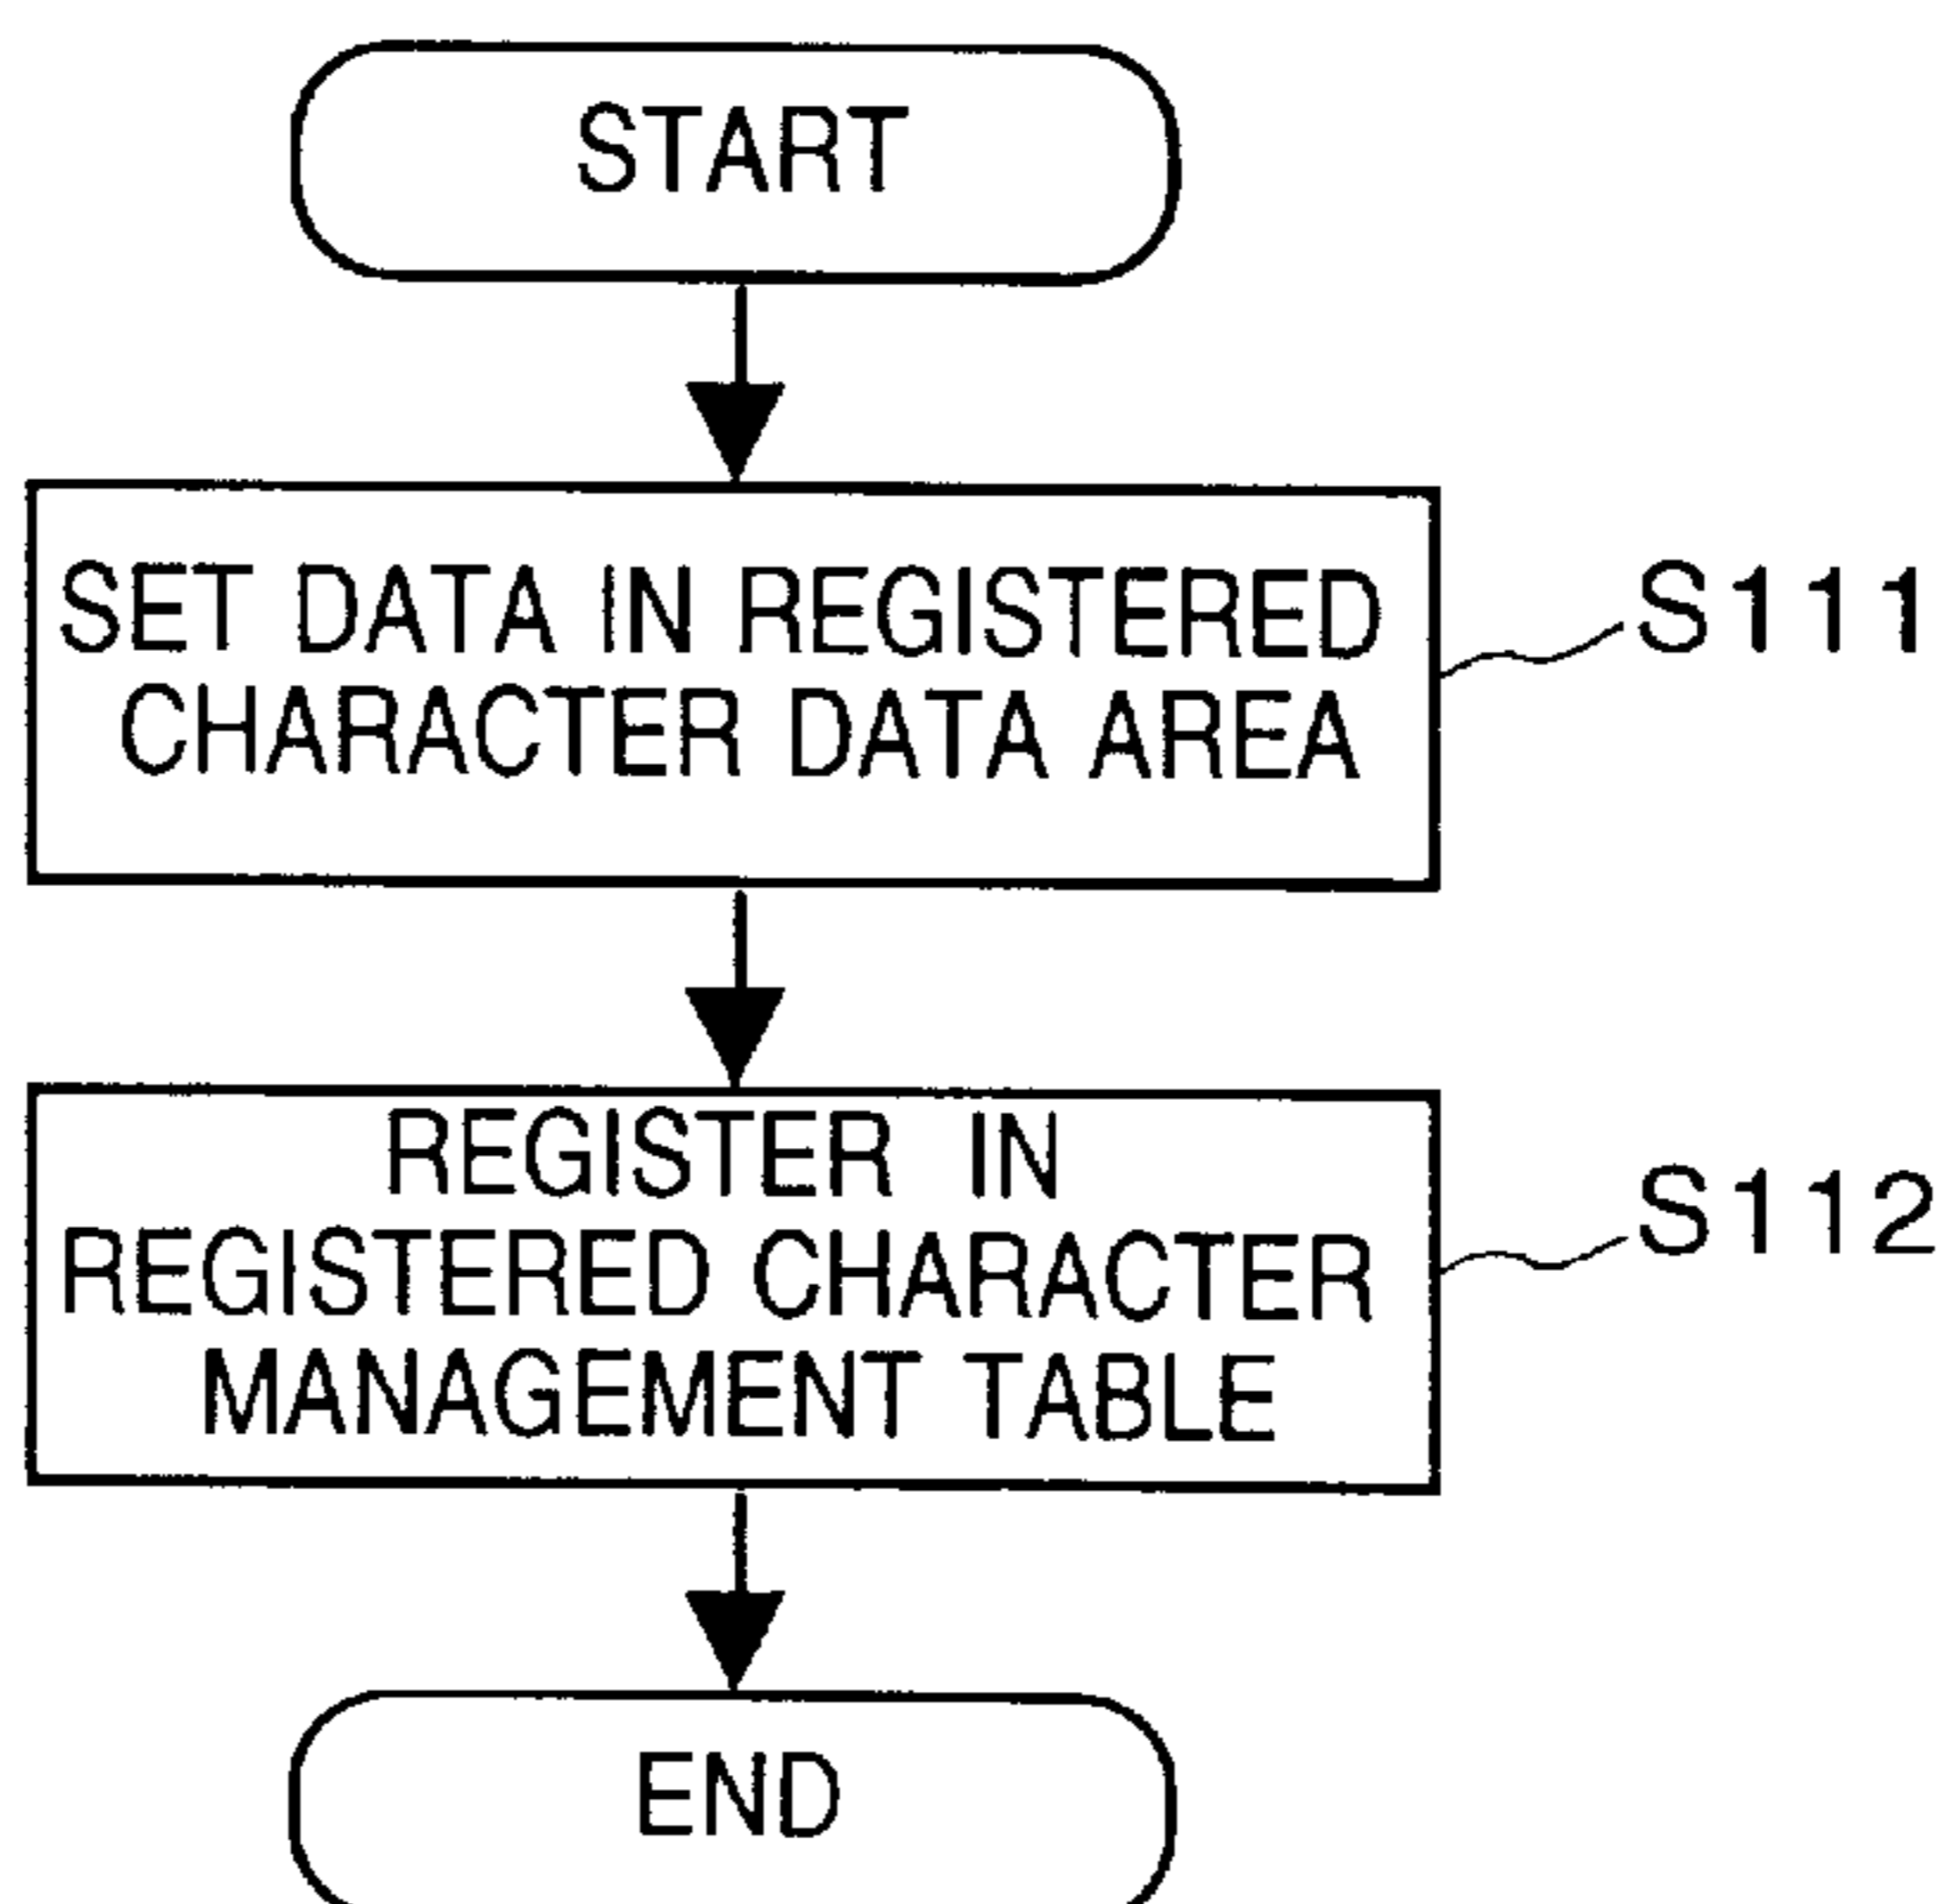 START
SET DATA IN REGISTERED
CHARACTER DATA AREA
S111
REGISTER IN
REGISTERED CHARACTER
MANAGEMENT TABLE
S112
END